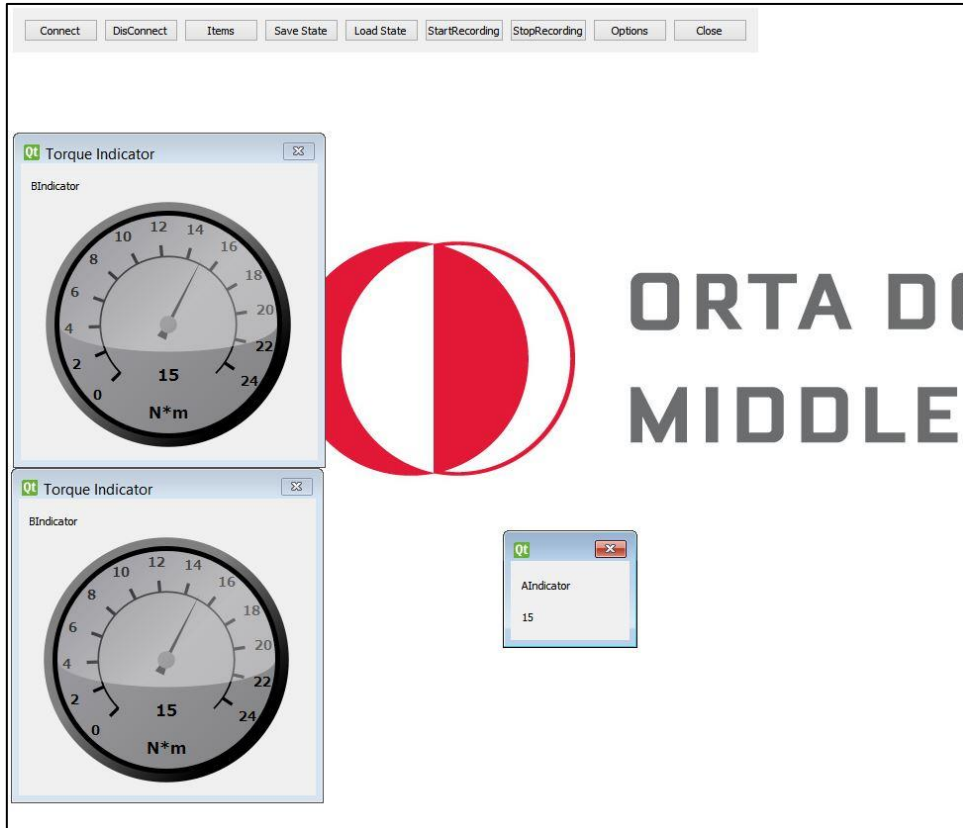 Connect DisConnect Items Save State Load State StartRecording StopRecording Options Close
Qt Torque Indicator
BIndicator
0 2 4 6 8 10 12 14 16 18 20 22 24
15
N*m
ORTA
MIDDLE
Qt Torque Indicator
BIndicator
0 2 4 6 8 10 12 14 16 18 20 22 24
15
N*m
Qt
AIndicator
15